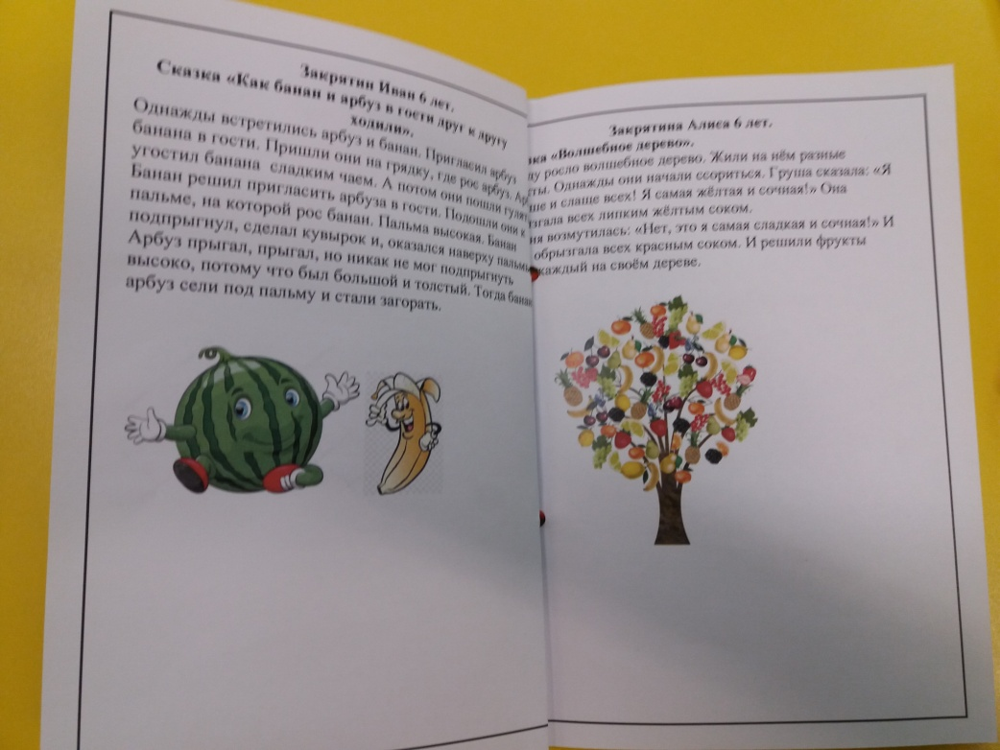 Закрятин Иван 6 лет.
Сказка «Как банан и арбуз в гости друг к другу
ходили».
Однажды встретились арбуз и банан. Пригласил арбуз
банана в гости. Пришли они на грядку, где рос арбуз.
угостил банана сладким чаем. А потом они пошли
Банан решил пригласить арбуза в гости. Подошли они к
пальме, на которой рос банан. Пальма высокая. Банан
подпрыгнул, сделал кувырок и, оказался наверху
Арбуз прыгал, прыгал, но никак не мог подпрыгнуть
высоко, потому что был большой и толстый. Тогда
арбуз сели под пальму и стали загорать.
Закрятина Алиса 6 лет.
«Волшебное дерево».
росло волшебное дерево. Жили на нём разные
Однажды они начали ссориться. Груша сказала: «Я
и слаще всех! Я самая жёлтая и сочная!» Она
всех липким жёлтым соком.
возмутилась: «Нет, это я самая сладкая и сочная!» И
обрызгала всех красным соком. И решили фрукты
каждый на своём дереве.